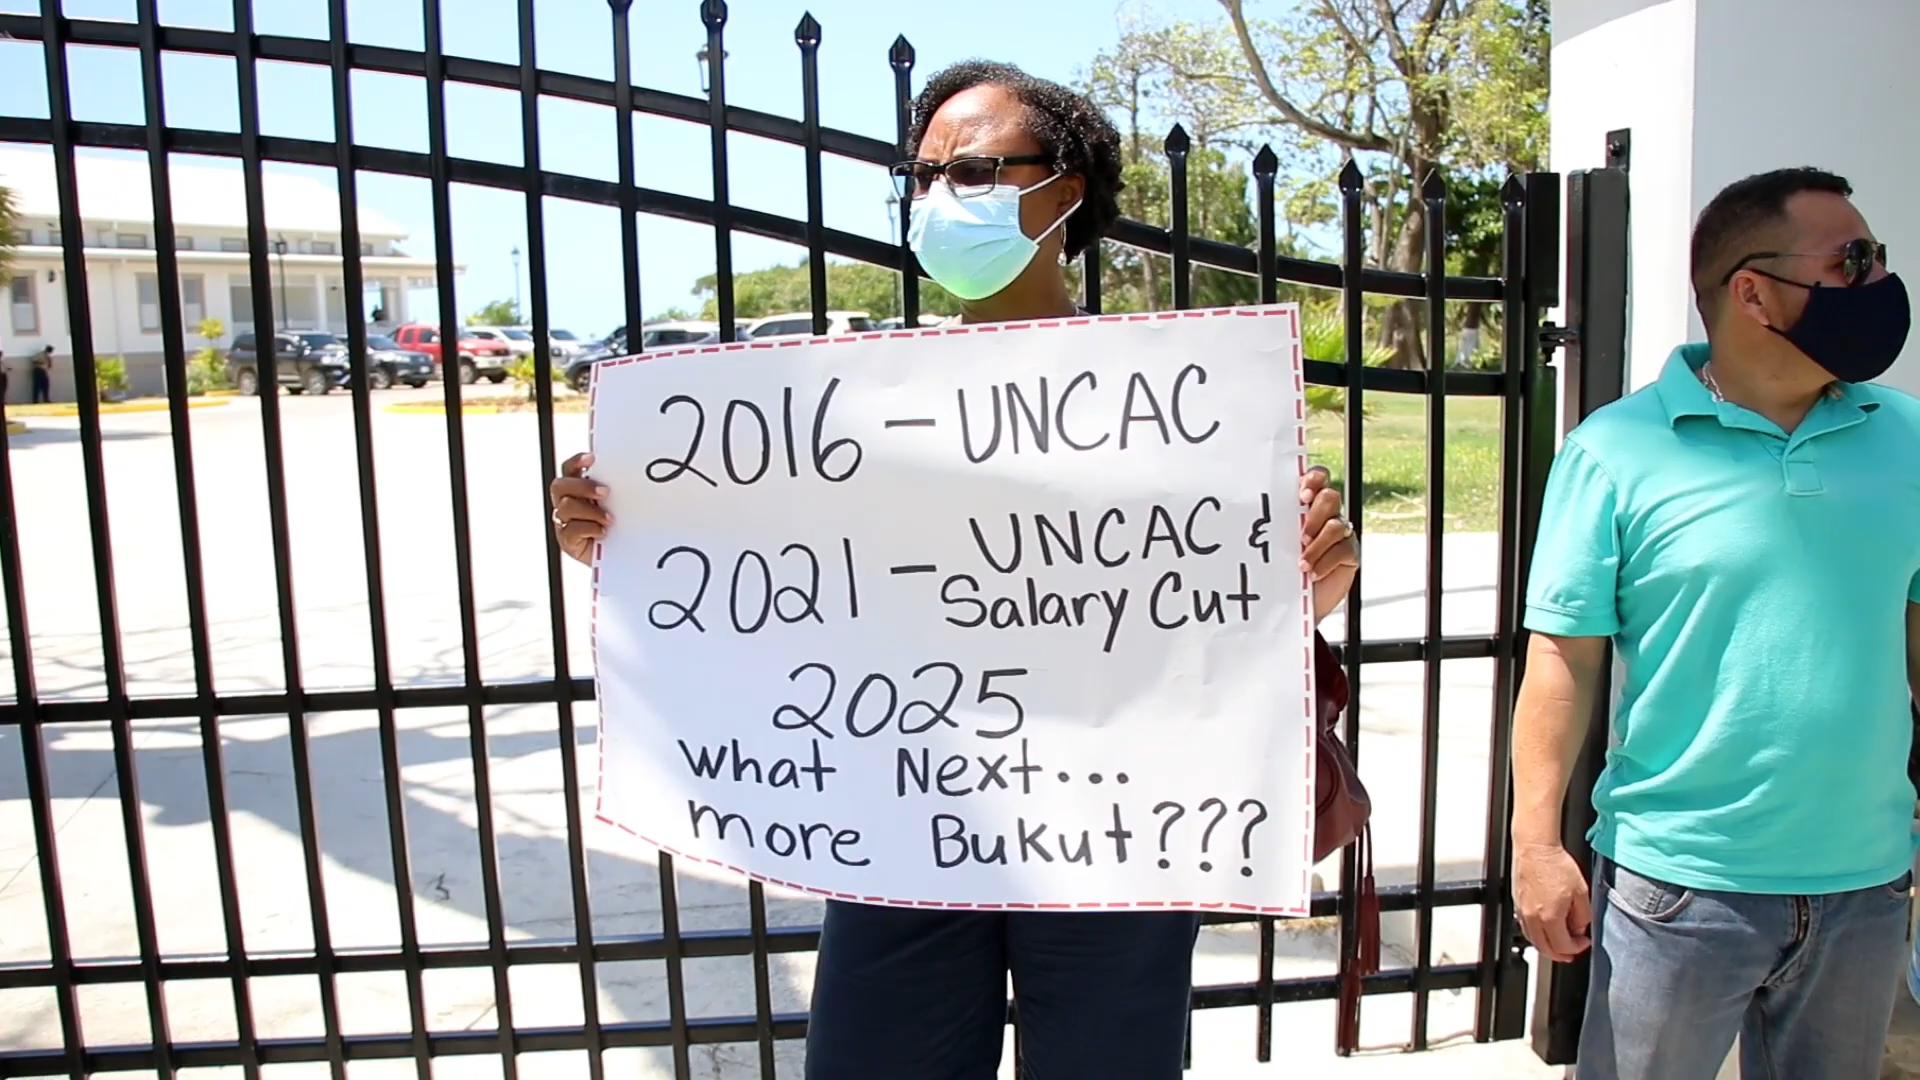 2016 - UNCAC
2021 - UNCAC &
Salary Cut
2025
What Next...
more Bukut???